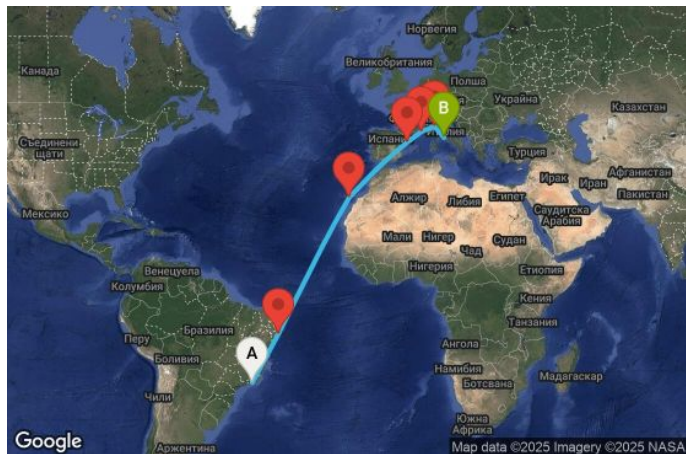 Норвегия
Канада
Великобритания
Полша
Украйна
Казахстан
B
Италия
Испани
Съединени
щати
Турция
Ирак
Афганистан
Иран
Пакистан
Алжир
Либия
Египет
Саудитска
Арабия
Мексико
Мали
Нигер
Чад
Судан
Нигерия
Етиопия
Венецуела
Колумбия
Кения
Перу
Бразилия
Танзания
A
Боливия
Ангола
Намибия
Ботсвана
Мадагаскар
Чили
Южна
Африка
Аржентина
Google
Map data ©2025 Imagery ©2025 NASA